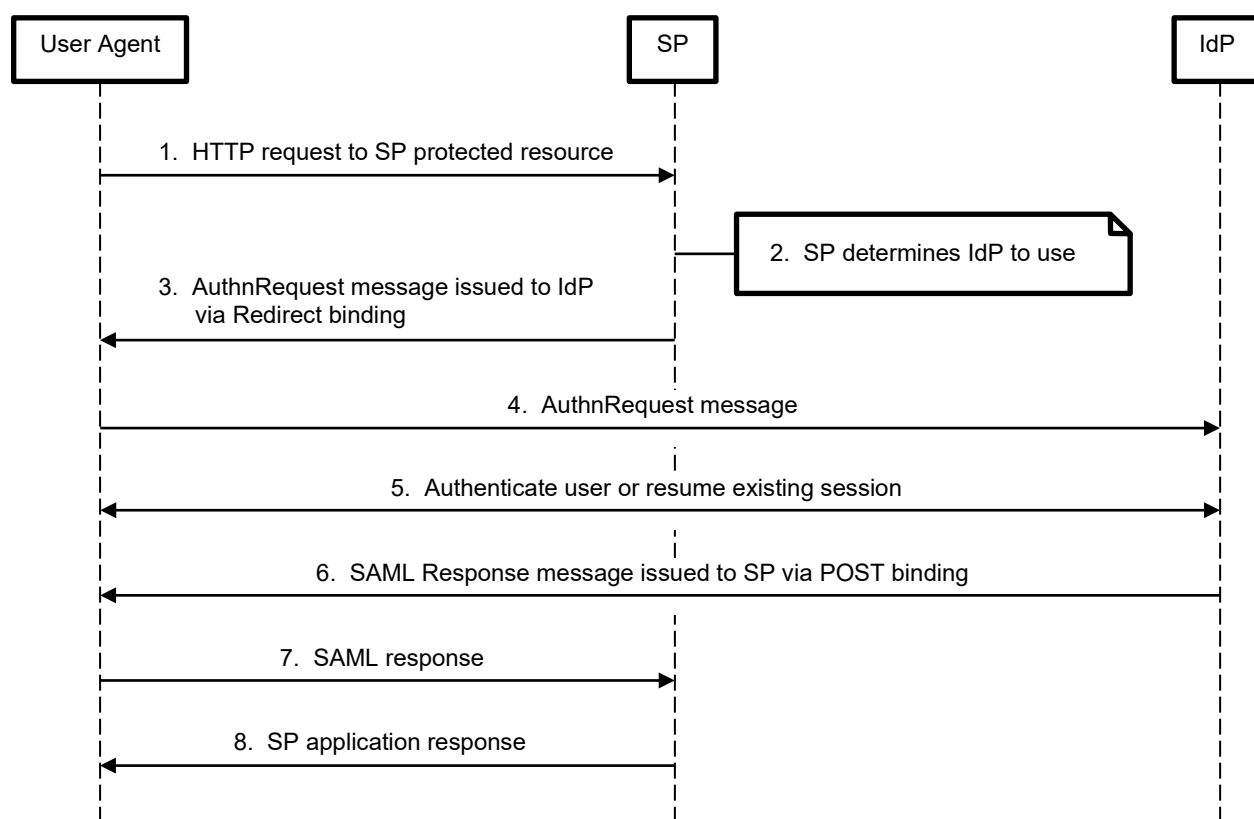 User Agent
SP
IdP
1. HTTP request to SP protected resource
2. SP determines IdP to use
3. AuthnRequest message issued to IdP
via Redirect binding
4. AuthnRequest message
5. Authenticate user or resume existing session
6. SAML Response message issued to SP via POST binding
7. SAML response
8. SP application response